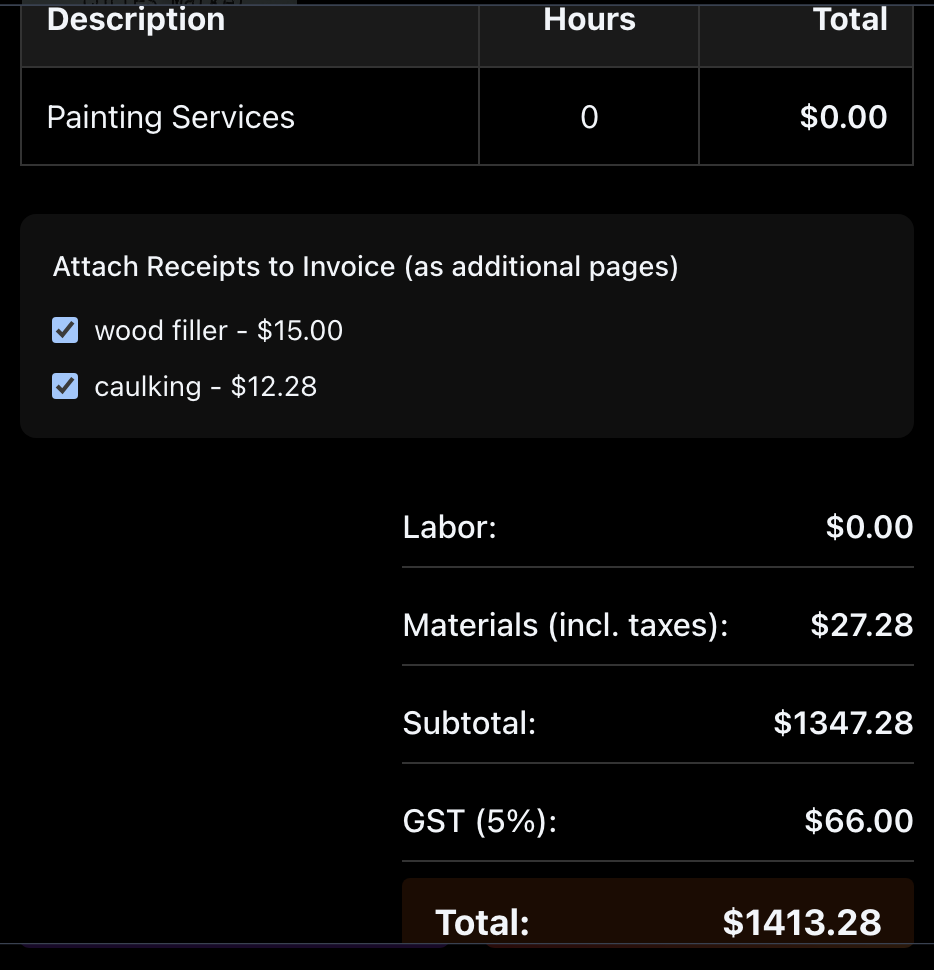 Description Hours Total
Painting Services 0 $0.00
Attach Receipts to Invoice (as additional pages)
wood filler - $15.00
caulking - $12.28
Labor: $0.00
Materials (incl. taxes): $27.28
Subtotal: $1347.28
GST (5%): $66.00
Total: $1413.28